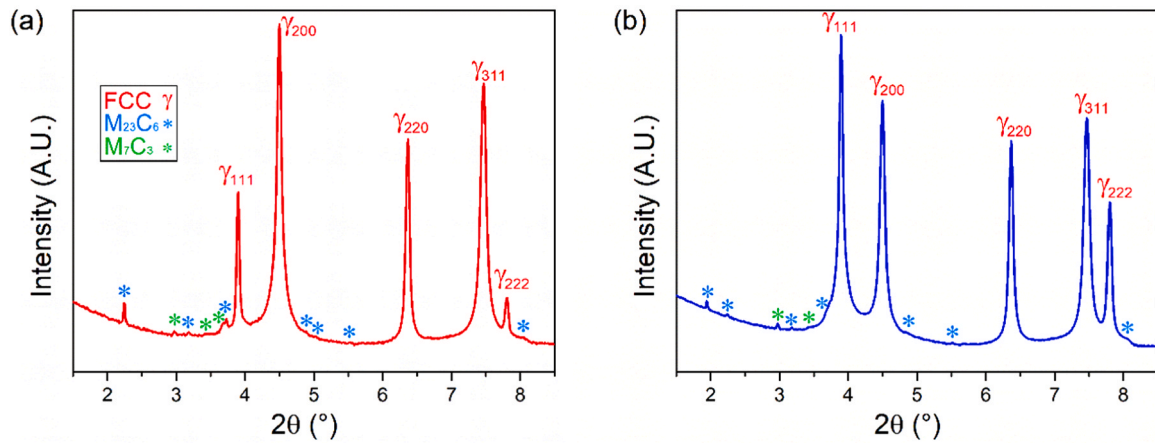 (a)
Intensity (A.U.)
FCC γ
M₂₃C₆ *
M₇C₃ *
γ₁₁₁
γ₂₀₀
γ₂₂₀
γ₃₁₁
γ₂₂₂
* * * * * * * * * *
2 3 4 5 6 7 8
2θ (°)
(b)
Intensity (A.U.)
γ₁₁₁
γ₂₀₀
γ₂₂₀
γ₃₁₁
γ₂₂₂
* * * * * * * * *
2 3 4 5 6 7 8
2θ (°)